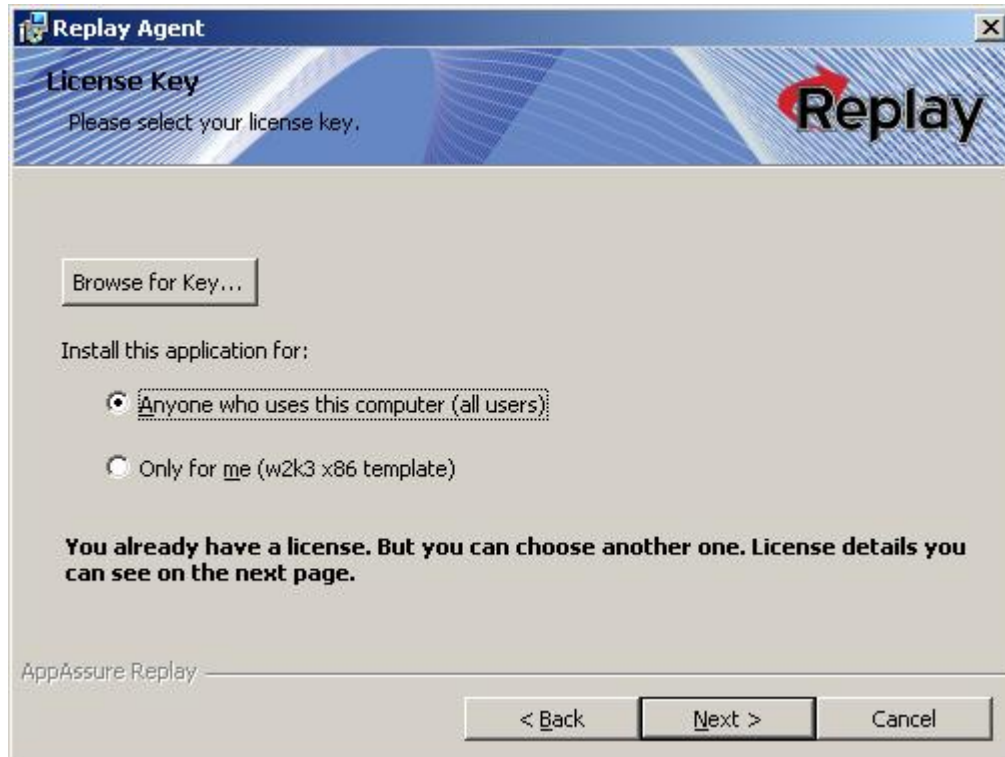 Replay Agent
License Key
Please select your license key.
Replay
Browse for Key...
Install this application for:
Anyone who uses this computer (all users)
Only for me (w2k3 x86 template)
You already have a license. But you can choose another one. License details you
can see on the next page.
AppAssure Replay
< Back
Next >
Cancel